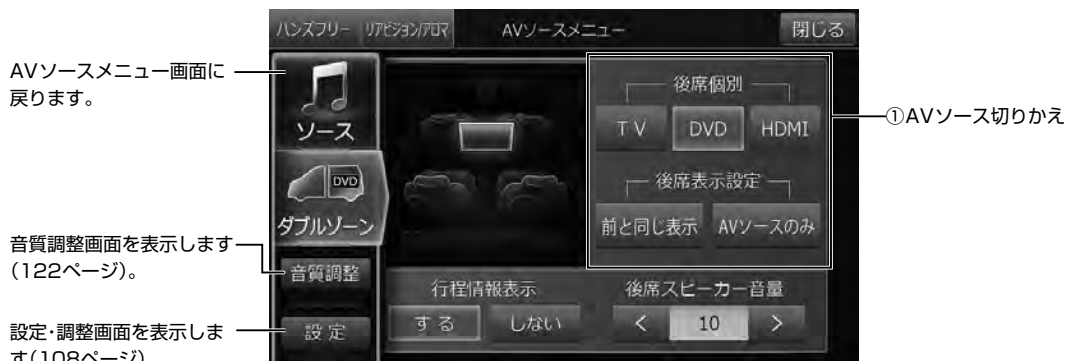 ハンズフリー リアビジョン/アロマ AVソースメニュー 閉じる
AVソースメニュー画面に
戻ります。
ソース
後席個別
TV DVD HDMI
①AVソース切りかえ
DVD
ダブルゾーン
後席表示設定
前と同じ表示 AVソースのみ
音質調整画面を表示します
(122ページ)。
音質調整
行程情報表示
する しない
後席スピーカー音量
< 10 >
設定・調整画面を表示しま
す(108ページ)
設定